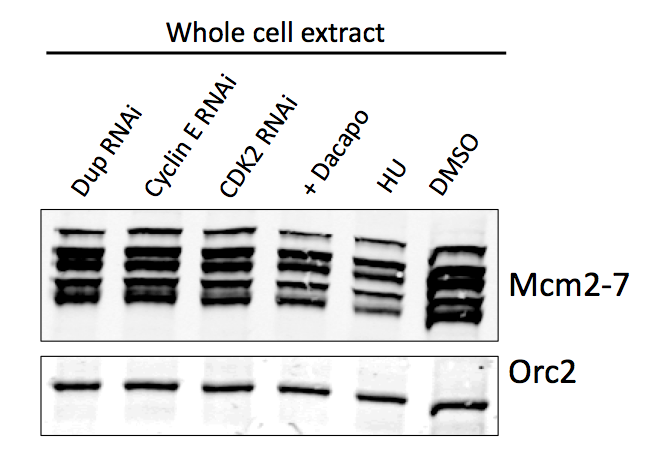 Whole cell extract
Dup RNAi
Cyclin E RNAi
CDK2 RNAi
+ Dacapo
HU
DMSO
Mcm2-7
Orc2